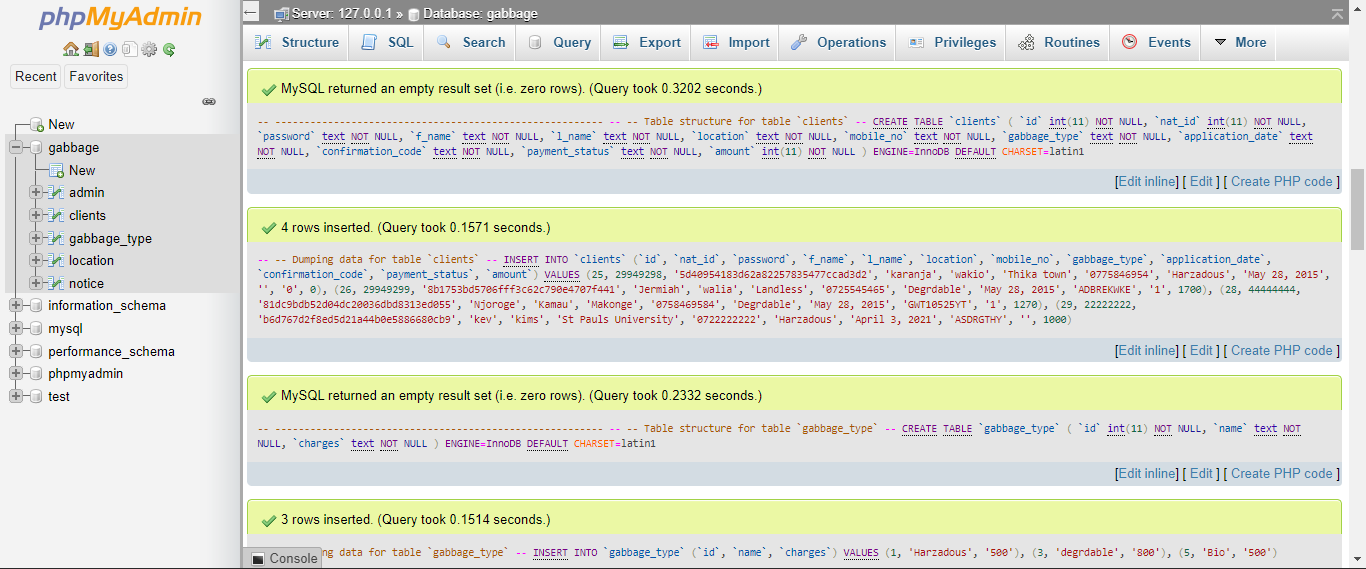 phpMyAdmin
Recent
Favorites
New
gabbage
New
admin
clients
gabbage_type
location
notice
information_schema
mysql
performance_schema
phpmyadmin
test
Server: 127.0.0.1 » Database: gabbage
Structure SQL Search Query Export Import Operations Privileges Routines Events More
MySQL returned an empty result set (i.e. zero rows). (Query took 0.3202 seconds.)
-- -------------------------------------------------- -- -- Table structure for table `clients` -- CREATE TABLE `clients` ( `id` int(11) NOT NULL, `nat_id` int(11) NOT NULL,
`password` text NOT NULL, `f_name` text NOT NULL, `l_name` text NOT NULL, `location` text NOT NULL, `mobile_no` text NOT NULL, `gabbage_type` text NOT NULL, `application_date` text
NOT NULL, `confirmation_code` text NOT NULL, `payment_status` text NOT NULL, `amount` int(11) NOT NULL ) ENGINE=InnoDB DEFAULT CHARSET=latin1
[Edit inline] [ Edit ] [ Create PHP code ]
4 rows inserted. (Query took 0.1571 seconds.)
-- -- Dumping data for table `clients` -- INSERT INTO `clients` (`id`, `nat_id`, `password`, `f_name`, `l_name`, `location`, `mobile_no`, `gabbage_type`, `application_date`,
`confirmation_code`, `payment_status`, `amount`) VALUES (25, 29949298, '5d40954183d62a82257835477ccad3d2', 'karanja', 'wakio', 'Thika town', '0775846954', 'Harzadous', 'May 28, 2015',
'', '0', 0), (26, 29949299, '8b1753bd5706fff3c62c790e4707f441', 'Jermiah', 'walia', 'Landless', '0725545465', 'Degrdable', 'May 28, 2015', 'ADBREKWKE', '1', 1700), (28, 44444444,
'81dc9bdb52d04dc20036dbd8313ed055', 'Njoroge', 'Kamau', 'Makonge', '0758469584', 'Degrdable', 'May 28, 2015', 'GWT10525YT', '1', 1270), (29, 22222222,
'b6d767d2f8ed5d21a44b0e5886680cb9', 'kev', 'kims', 'St Pauls University', '0722222222', 'Harzadous', 'April 3, 2021', 'ASDRGTHY', '', 1000)
[Edit inline] [ Edit ] [ Create PHP code ]
MySQL returned an empty result set (i.e. zero rows). (Query took 0.2332 seconds.)
-- -------------------------------------------------- -- -- Table structure for table `gabbage_type` -- CREATE TABLE `gabbage_type` ( `id` int(11) NOT NULL, `name` text NOT
NULL, `charges` text NOT NULL ) ENGINE=InnoDB DEFAULT CHARSET=latin1
[Edit inline] [ Edit ] [ Create PHP code ]
3 rows inserted. (Query took 0.1514 seconds.)
ing data for table `gabbage_type` -- INSERT INTO `gabbage_type` (`id`, `name`, `charges`) VALUES (1, 'Harzadous', '500'), (3, 'degrdable', '800'), (5, 'Bio', '500')
Console